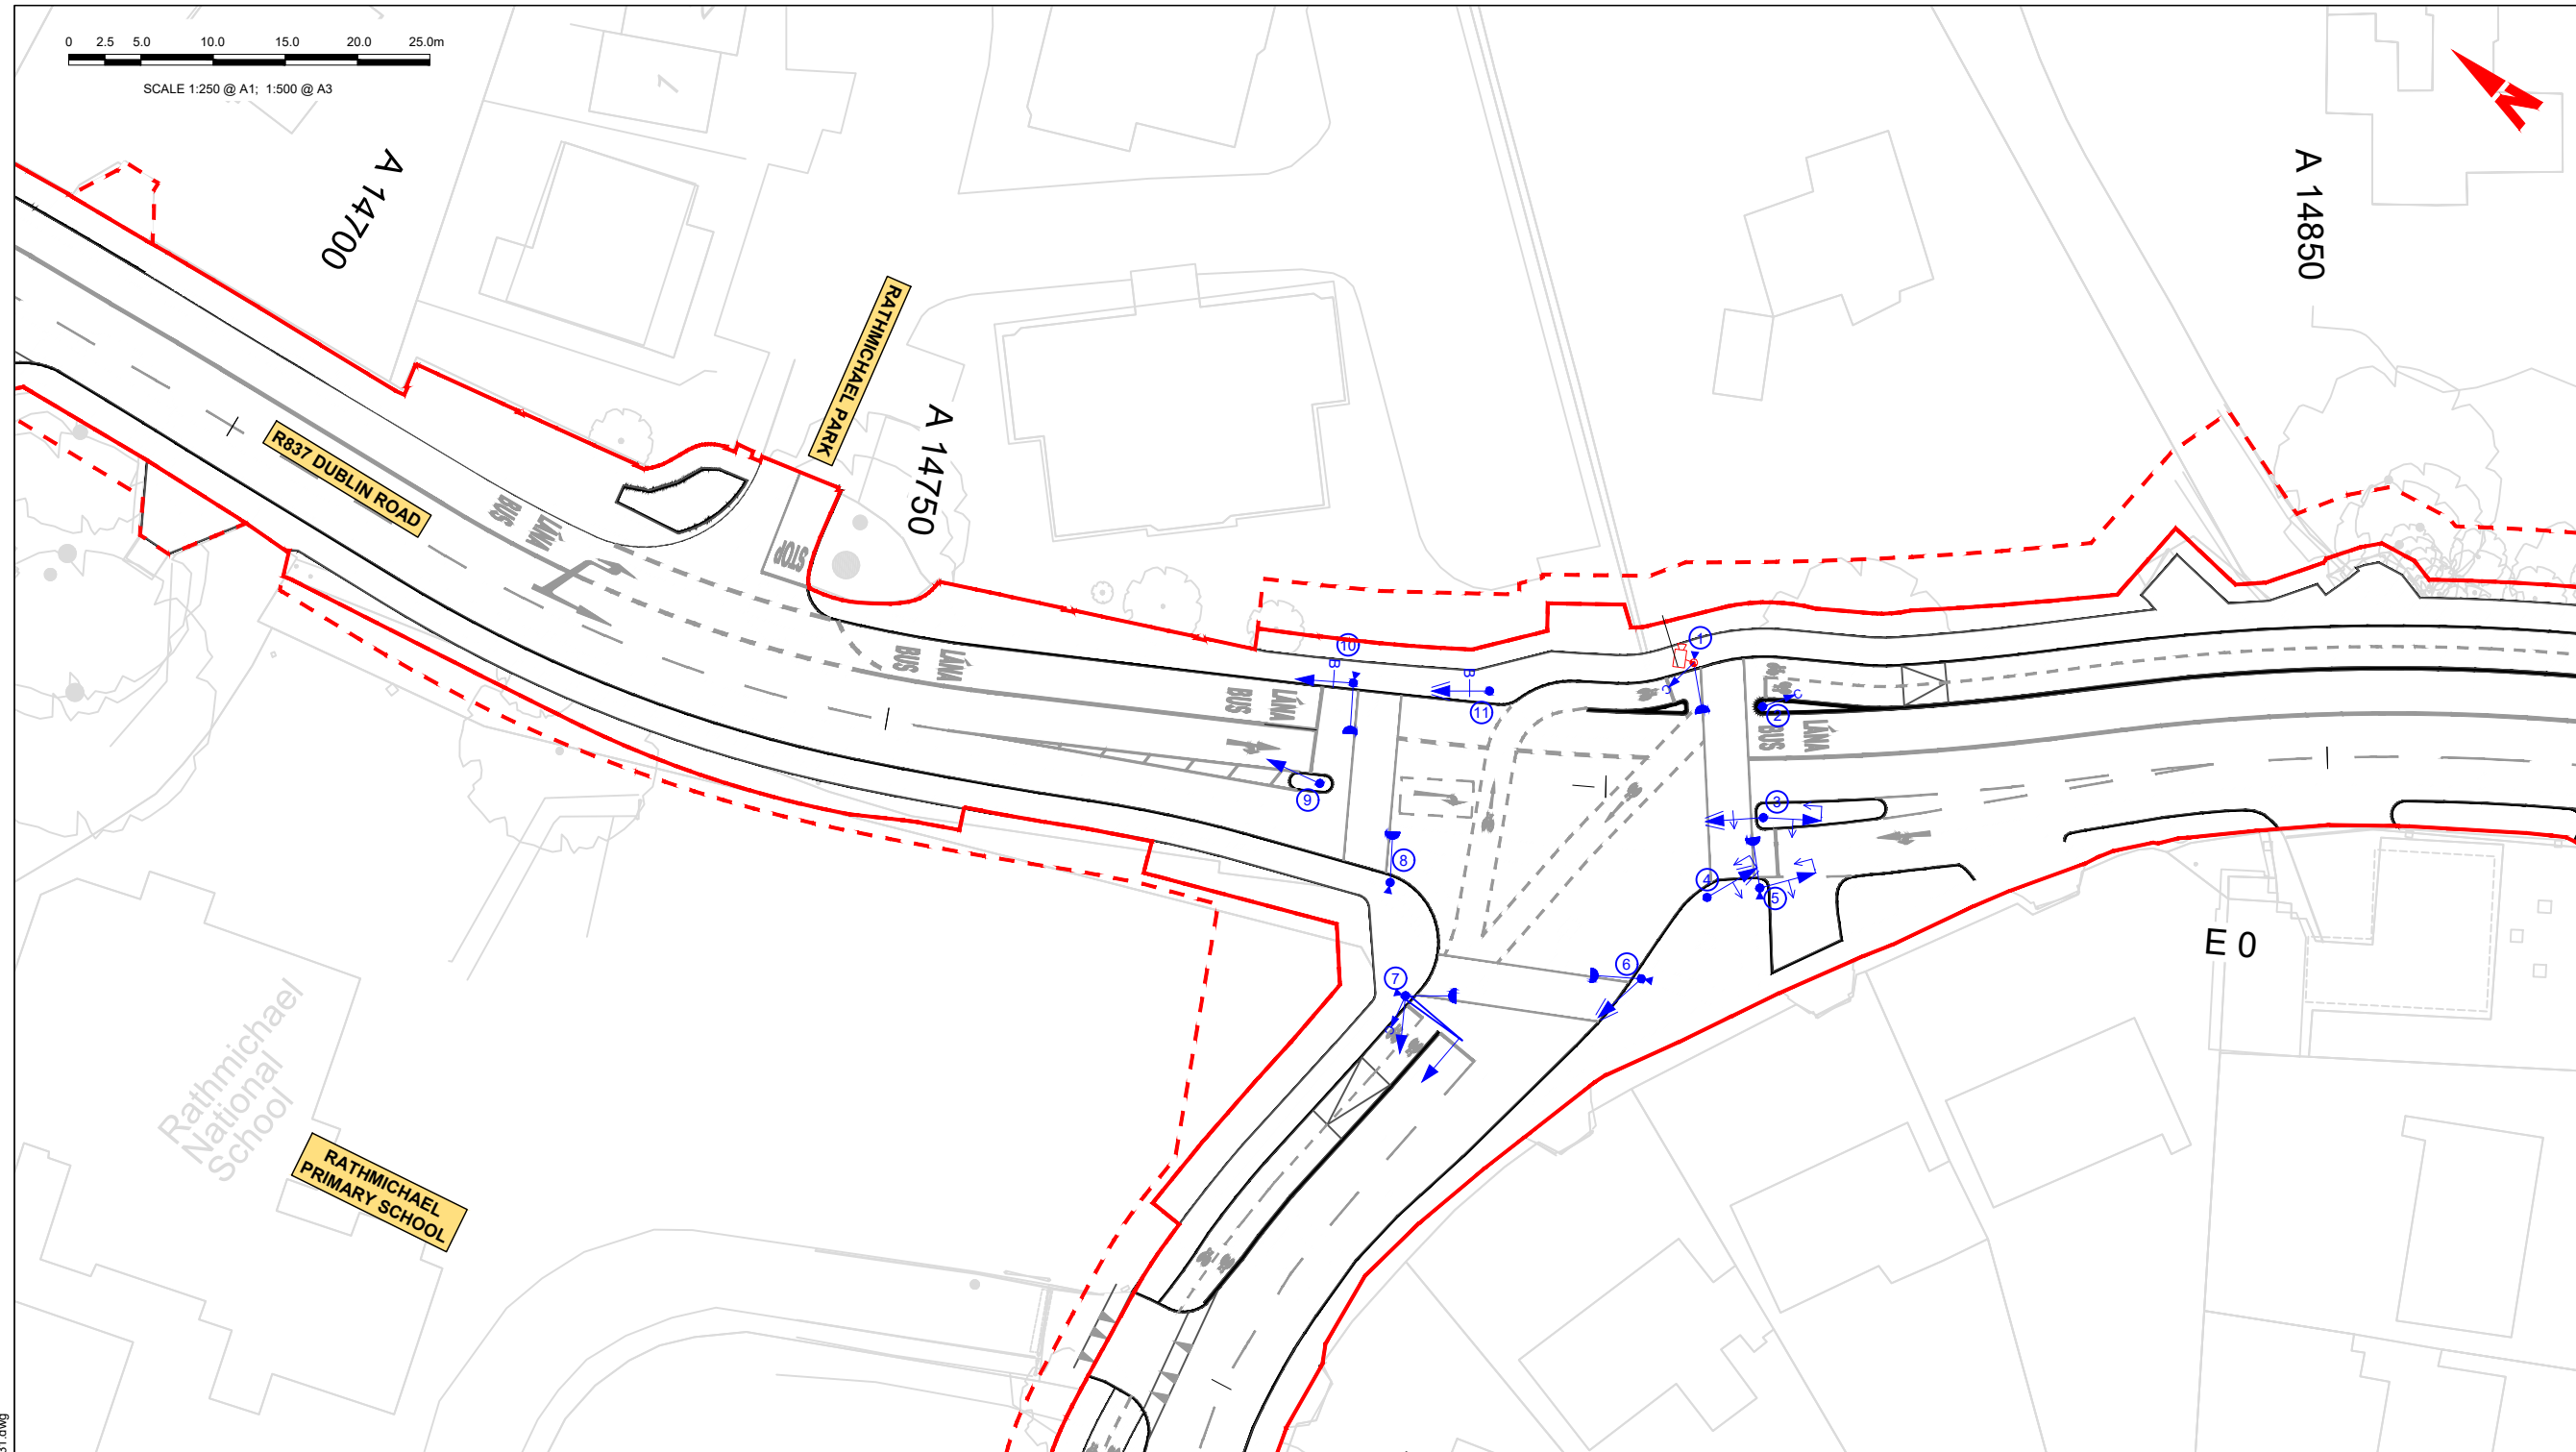 0 2.5 5.0 10.0 15.0 20.0 25.0m
SCALE 1:250 @ A1; 1:500 @ A3
1
N
A 14700
A 14850
RATHMICHAEL PARK
A 14750
R837 DUBLIN ROAD
BUS
LÁNA
STOP
BUS
LÁNA
BUS
LÁNA
BUS
LÁNA
10
B
B
11
1
C
2
C
9
3
8
4
5
6
7
C
E 0
Rathmichael
National
School
RATHMICHAEL
PRIMARY SCHOOL